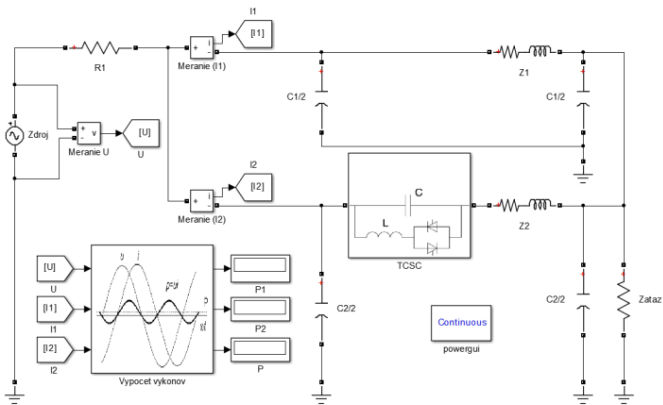 I1
[I1]
i
+
-
Meranie (I1)
R1
+
Z1
C1/2
C1/2
Zdroj
+
-
v
Meranie U
[U]
U
I2
[I2]
i
+
-
Meranie (I2)
C
L
TCSC
Z2
[U]
U
[I1]
I1
[I2]
I2
u
i
p=ui
Vypocet vykonov
P1
P2
P
C2/2
Continuous
powergui
C2/2
Zataz